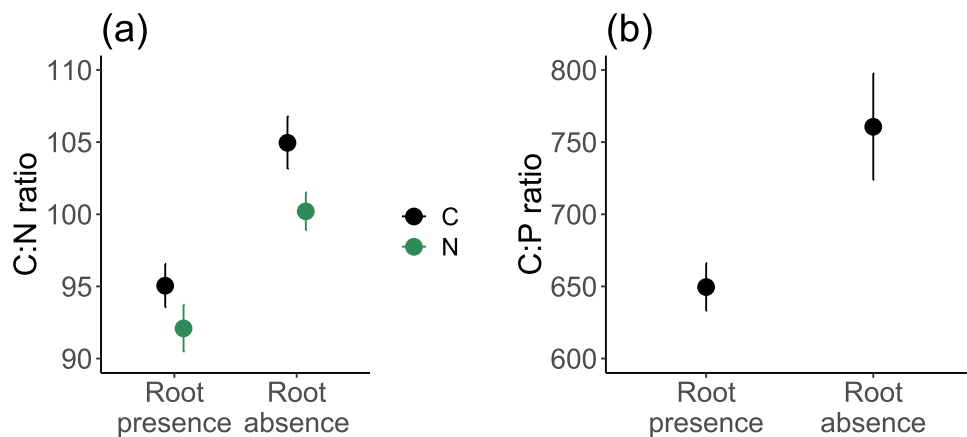 (a)
C:N ratio
110
105
100
95
90
Root presence
Root absence
C
N
(b)
C:P ratio
800
750
700
650
600
Root presence
Root absence